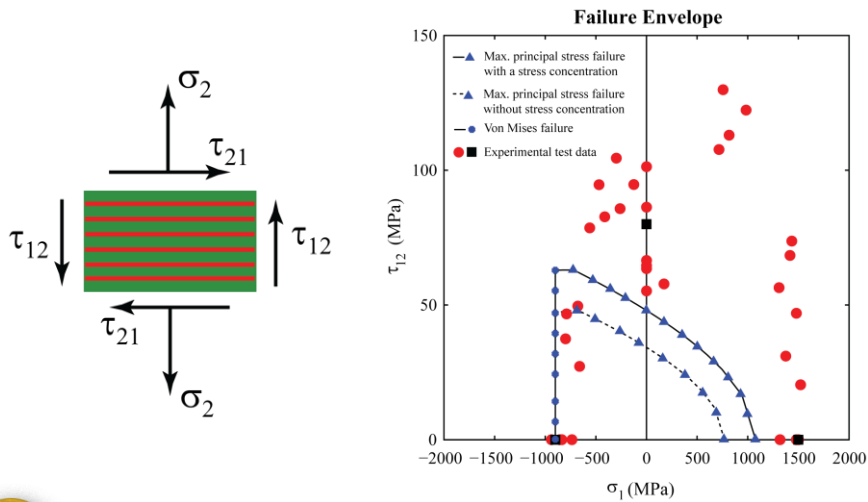 σ2
τ21
τ12
τ12
τ21
σ2
Failure Envelope
Max. principal stress failure
with a stress concentration
Max. principal stress failure
without stress concentration
Von Mises failure
Experimental test data
τ12 (MPa)
150
100
50
0
−2000 −1500 −1000 −500 0 500 1000 1500 2000
σ1 (MPa)